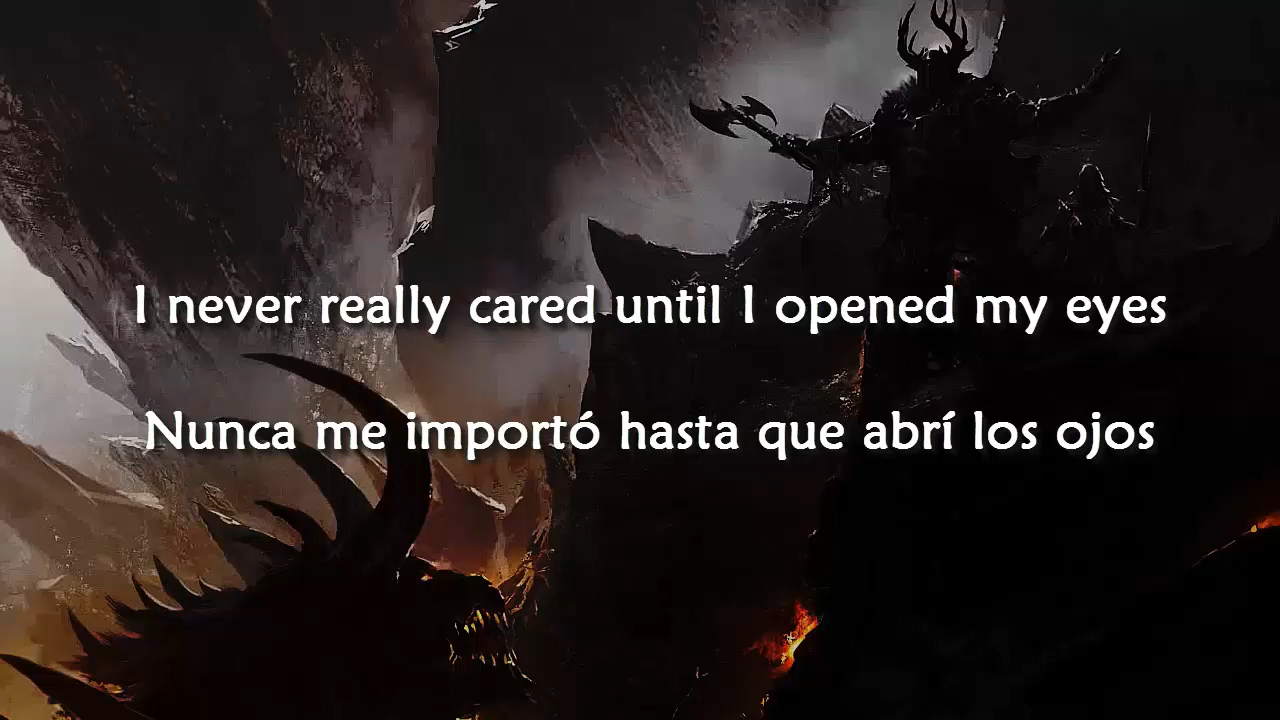 I never really cared until I opened my eyes
Nunca me importó hasta que abrí los ojos